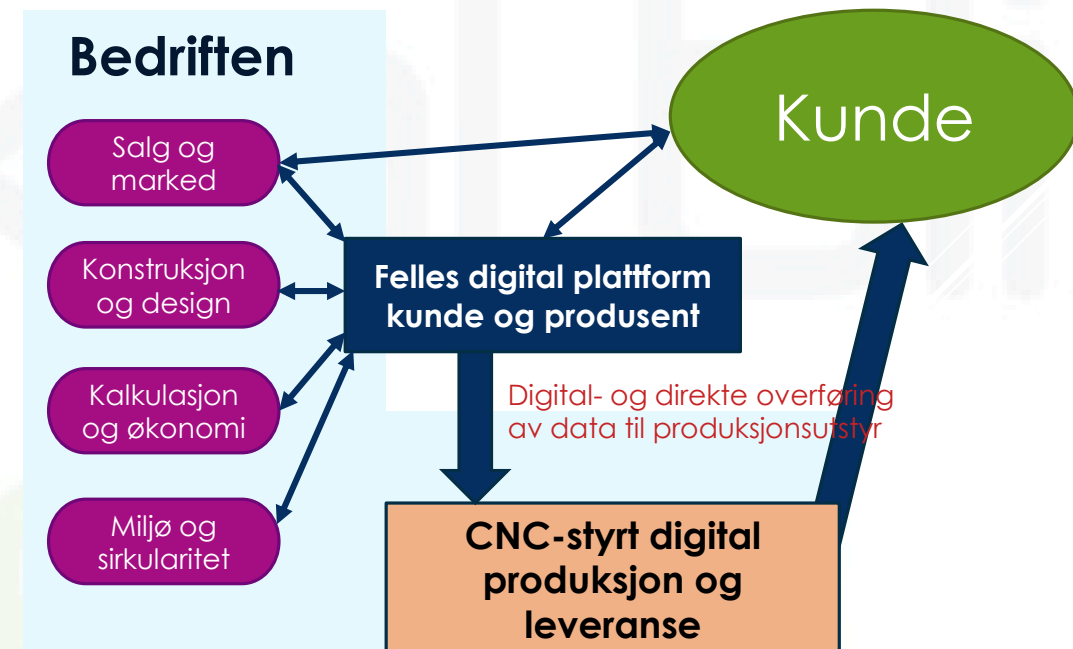 Bedriften
Kunde
Salg og
marked
Konstruksjon
og design
Felles digital plattform
kunde og produsent
Kalkulasjon
og økonomi
Digital- og direkte overføring
av data til produksjonsutstyr
Miljø og
sirkularitet
CNC-styrt digital
produksjon og
leveranse